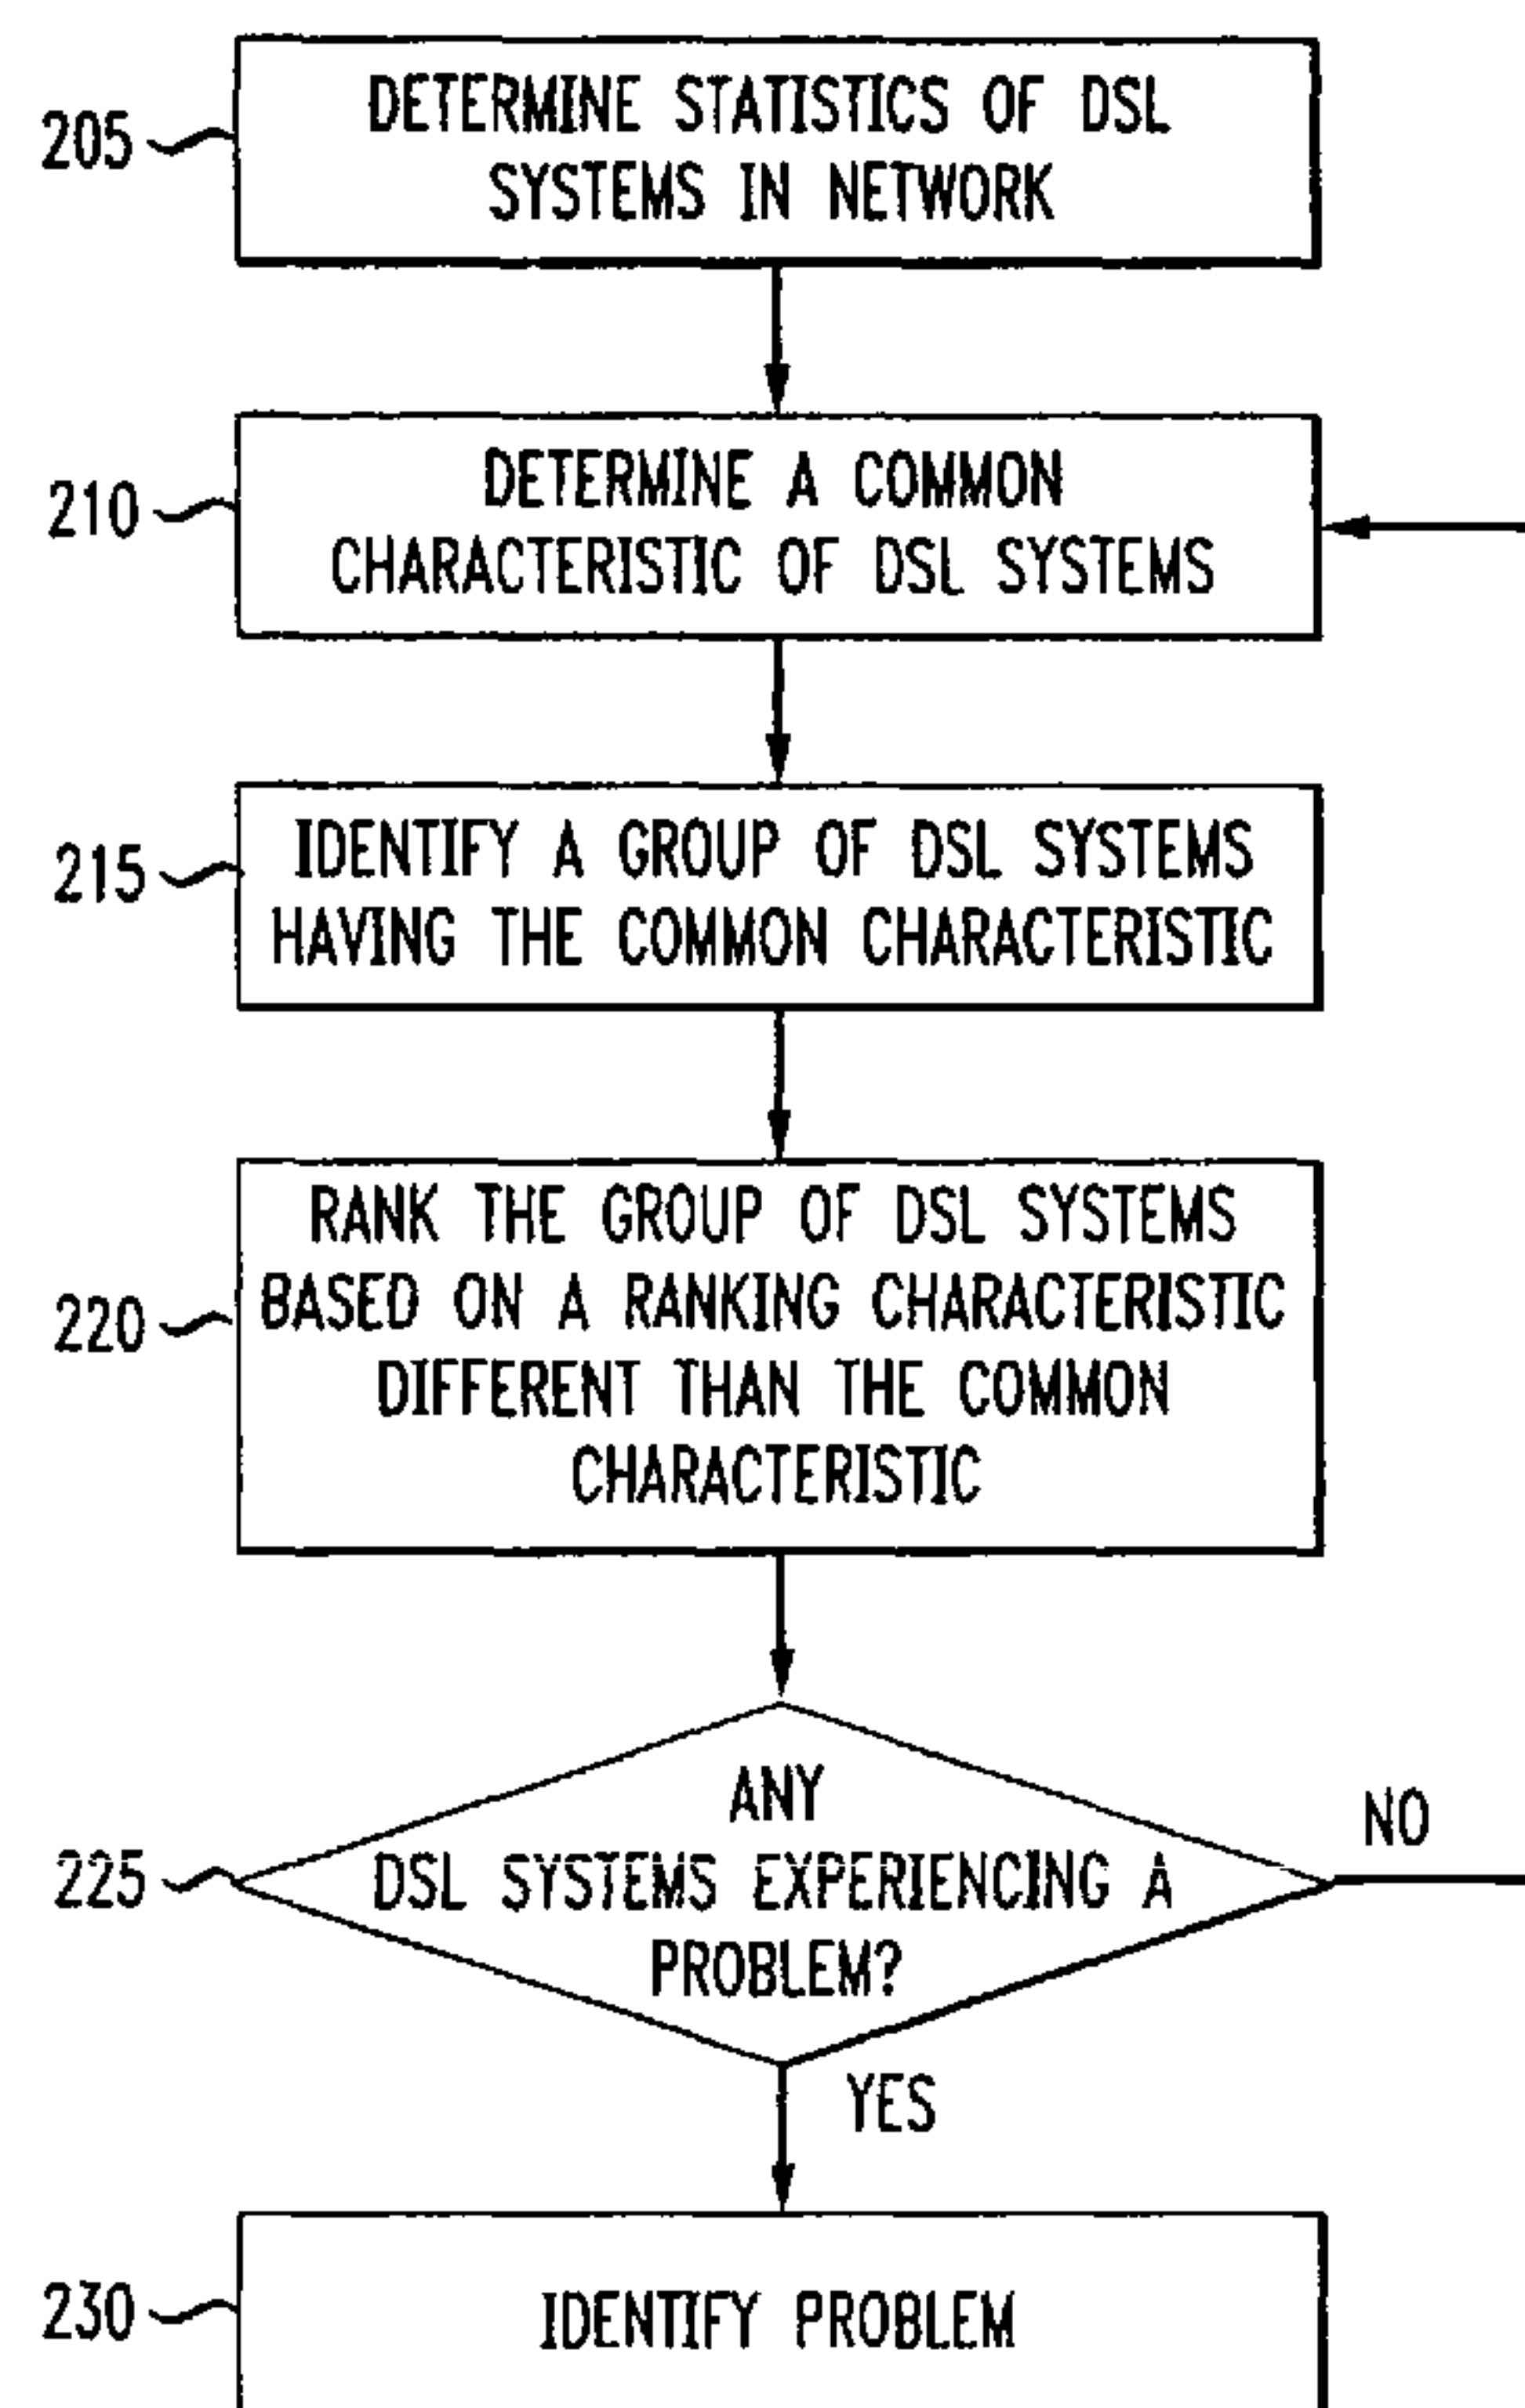 DETERMINE STATISTICS OF DSL
SYSTEMS IN NETWORK
205
DETERMINE A COMMON
CHARACTERISTIC OF DSL SYSTEMS
210
IDENTIFY A GROUP OF DSL SYSTEMS
HAVING THE COMMON CHARACTERISTIC
215
RANK THE GROUP OF DSL SYSTEMS
BASED ON A RANKING CHARACTERISTIC
DIFFERENT THAN THE COMMON
CHARACTERISTIC
220
ANY
DSL SYSTEMS EXPERIENCING A
PROBLEM?
225
NO
YES
IDENTIFY PROBLEM
230